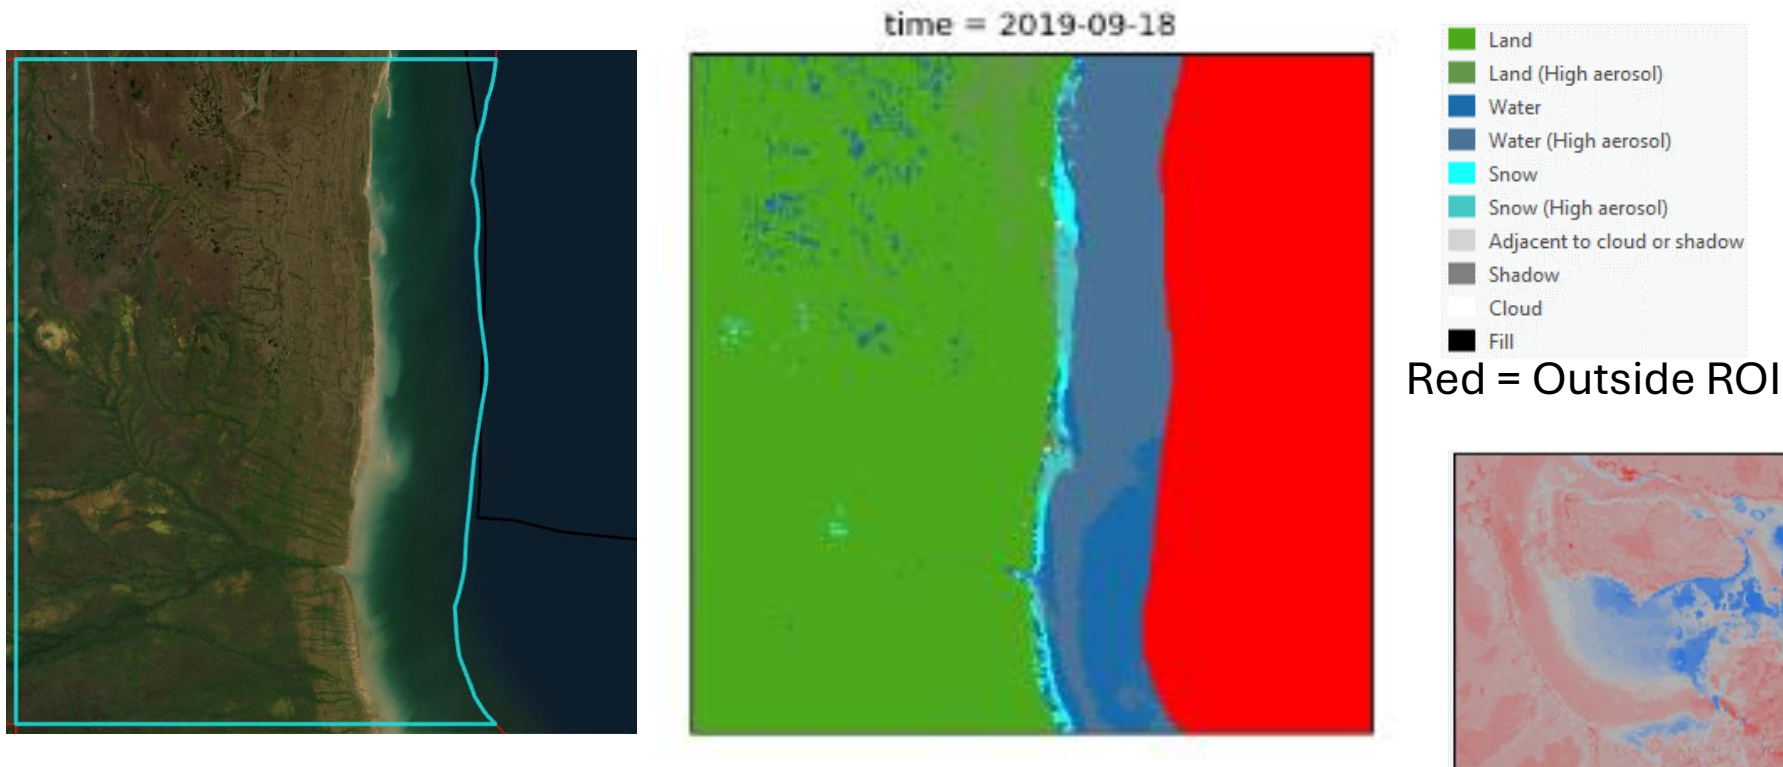 time = 2019-09-18
Land
Land (High aerosol)
Water
Water (High aerosol)
Snow
Snow (High aerosol)
Adjacent to cloud or shadow
Shadow
Cloud
Fill
Red = Outside ROI